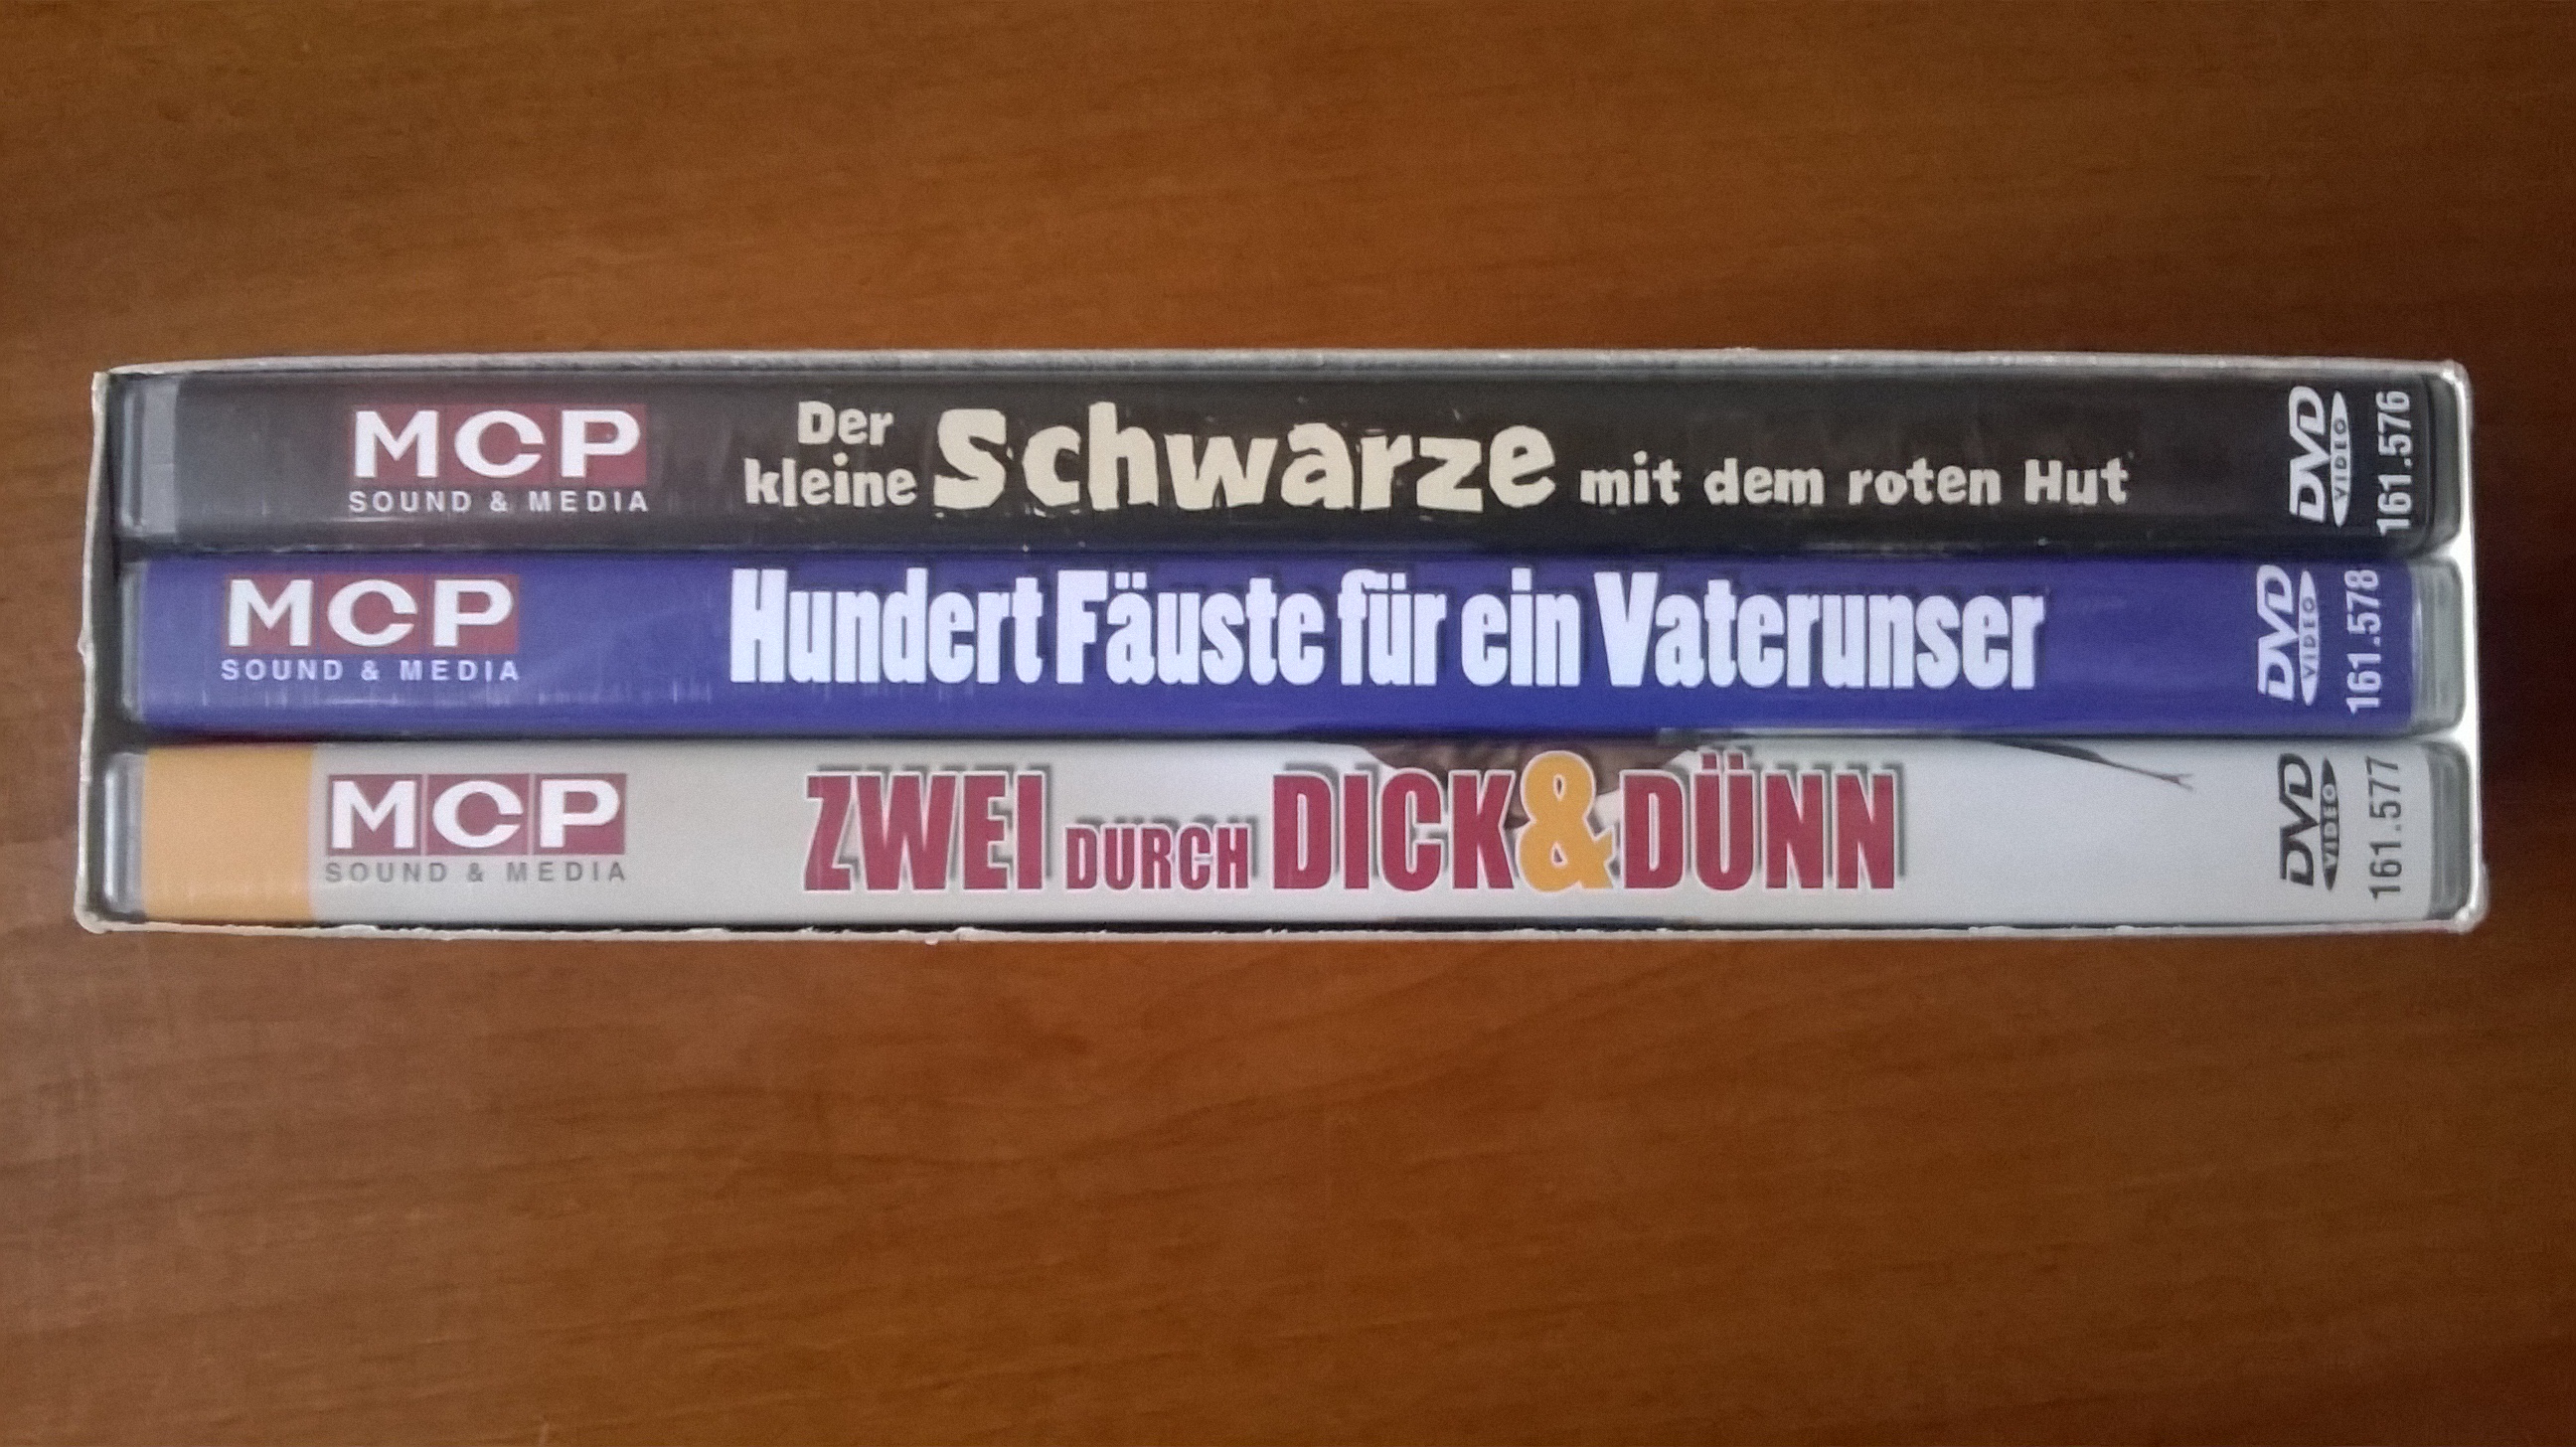 MCP
SOUND & MEDIA
Der
kleine Schwarze mit dem roten Hut
DVD
VIDEO
161.576
MCP
SOUND & MEDIA
Hundert Fäuste für ein Vaterunser
DVD
VIDEO
161.578
MCP
SOUND & MEDIA
ZWEI DURCH DICK & DÜNN
DVD
VIDEO
161.577